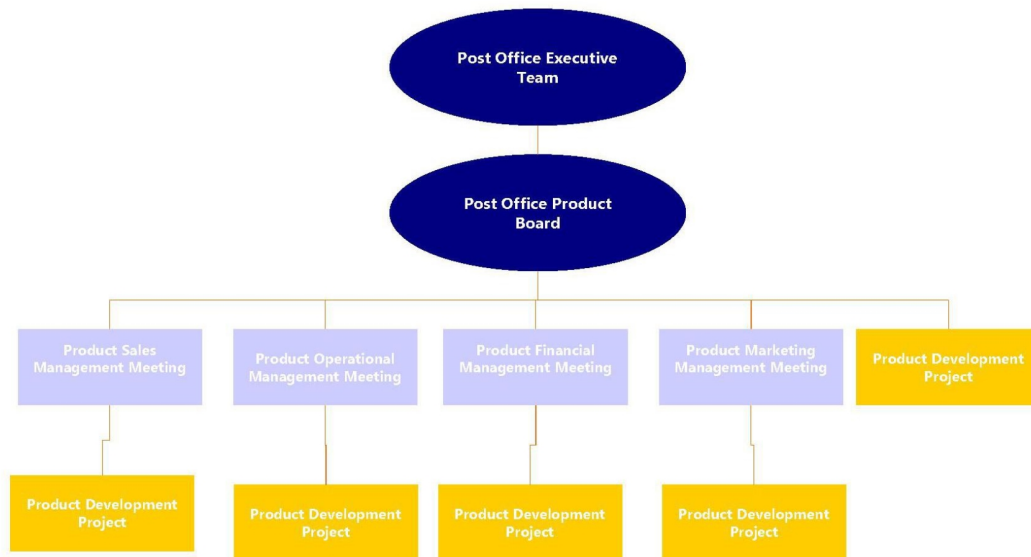 Post Office Executive
Team
Post Office Product
Board
Product Sales
Management Meeting
Product Operational
Management Meeting
Product Financial
Management Meeting
Product Marketing
Management Meeting
Product Development
Project
Product Development
Project
Product Development
Project
Product Development
Project
Product Development
Project